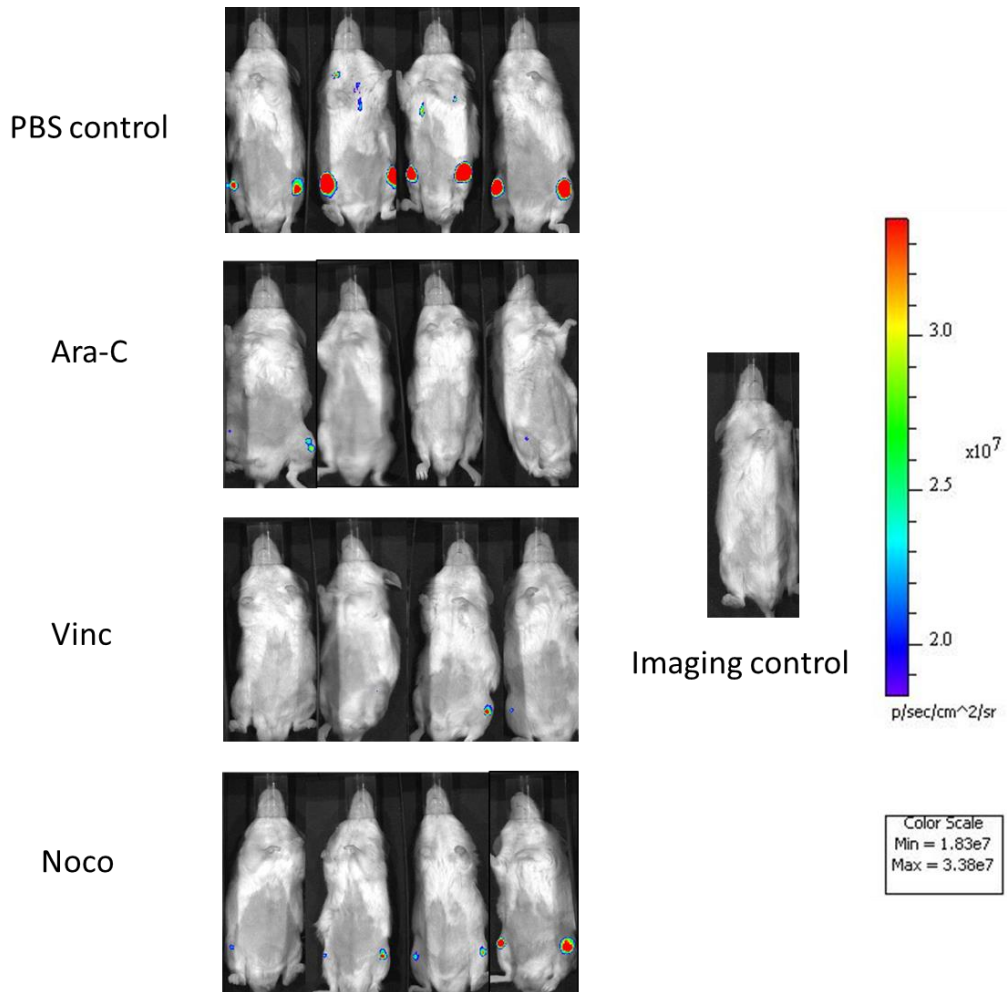 PBS control
Ara-C
Vinc
Noco
Imaging control
3.0
x10^7
2.5
2.0
p/sec/cm^2/sr
Color Scale
Min = 1.83e7
Max = 3.38e7